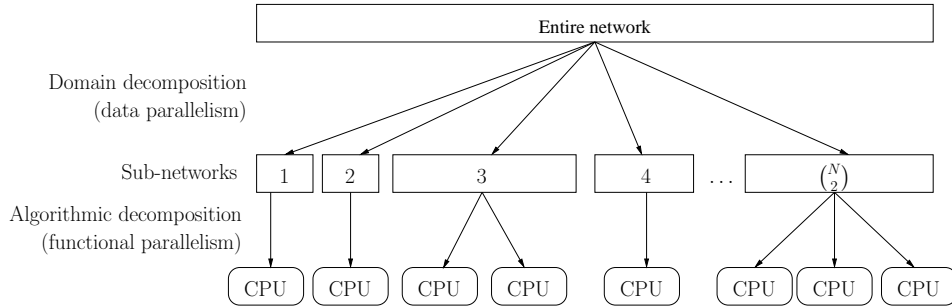 Entire network
Domain decomposition
(data parallelism)
Sub-networks 1 2 3 4 ... (N 2)
Algorithmic decomposition
(functional parallelism)
CPU CPU CPU CPU CPU CPU CPU CPU